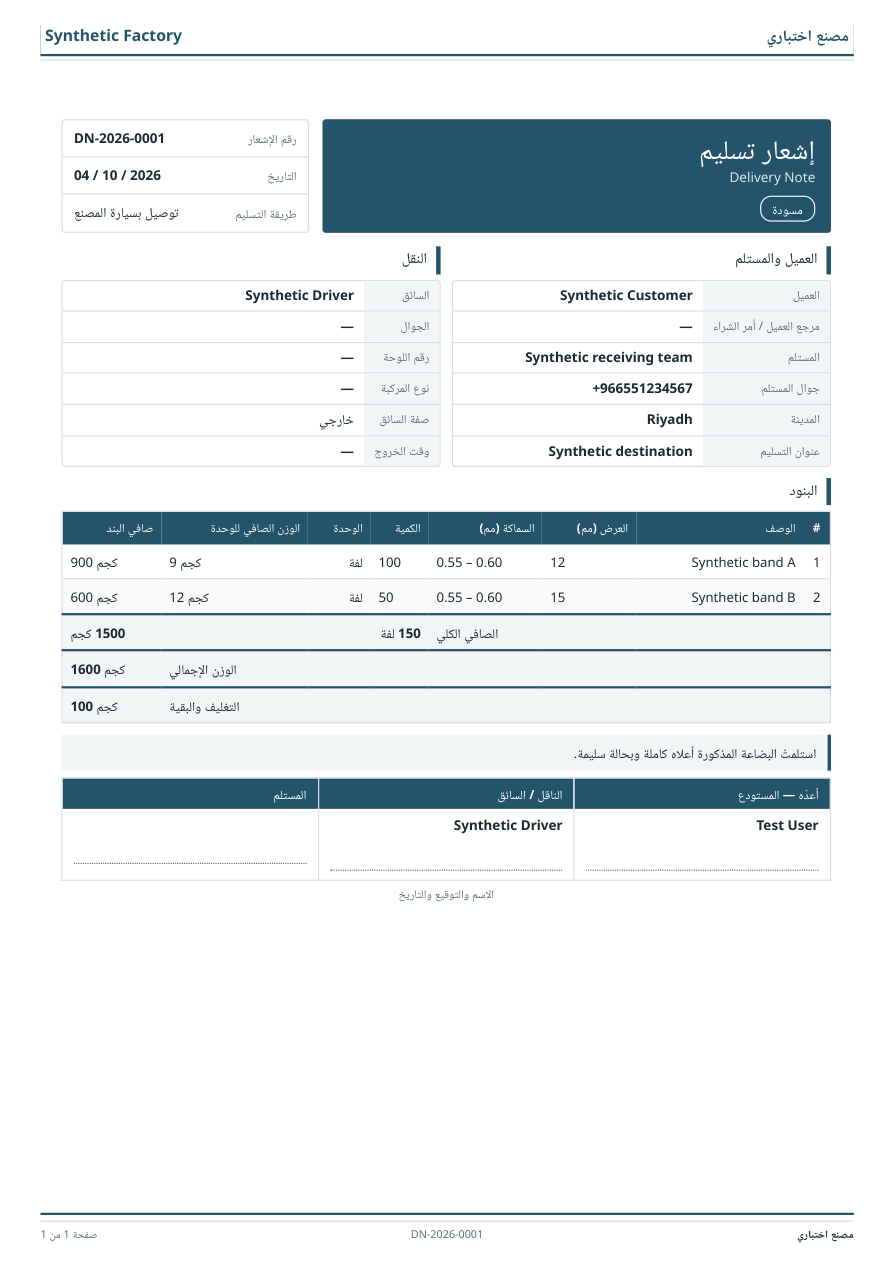 مصنع اختباري
Synthetic Factory
إشعار تسليم
Delivery Note
مسودة
رقم الإشعار DN-2026-0001
التاريخ 04 / 10 / 2026
طريقة التسليم توصيل بسيارة المصنع
العميل والمستلم
العميل Synthetic Customer
مرجع العميل / أمر الشراء —
المستلم Synthetic receiving team
جوال المستلم +966551234567
المدينة Riyadh
عنوان التسليم Synthetic destination
النقل
السائق Synthetic Driver
الجوال —
رقم اللوحة —
نوع المركبة —
صفة السائق خارجي
وقت الخروج —
البنود
# الوصف العرض (مم) السماكة (مم) الكمية الوحدة الوزن الصافي للوحدة صافي البند
1 Synthetic band A 12 0.55 – 0.60 100 لفة 9 كجم 900 كجم
2 Synthetic band B 15 0.55 – 0.60 50 لفة 12 كجم 600 كجم
الصافي الكلي 150 لفة 1500 كجم
الوزن الإجمالي 1600 كجم
التغليف والبقية 100 كجم
استلمتُ البضاعة المذكورة أعلاه كاملة وبحالة سليمة.
أعدّه — المستودع الناقل / السائق المستلم
Test User Synthetic Driver
الاسم والتوقيع والتاريخ
مصنع اختباري DN-2026-0001 صفحة 1 من 1